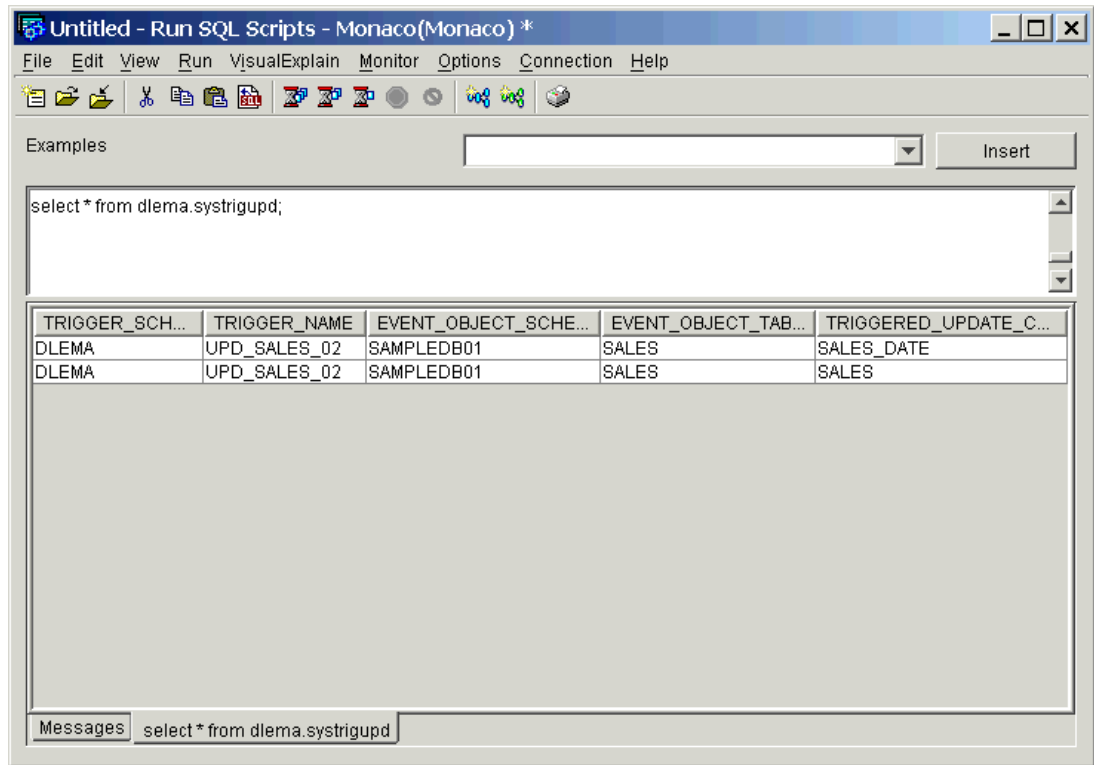 Untitled - Run SQL Scripts - Monaco(Monaco) *
File Edit View Run VisualExplain Monitor Options Connection Help
Examples
Insert
select * from dlema.systrigupd;
TRIGGER_SCH... TRIGGER_NAME EVENT_OBJECT_SCHE... EVENT_OBJECT_TAB... TRIGGERED_UPDATE_C...
DLEMA UPD_SALES_02 SAMPLEDB01 SALES SALES_DATE
DLEMA UPD_SALES_02 SAMPLEDB01 SALES SALES
Messages select * from dlema.systrigupd